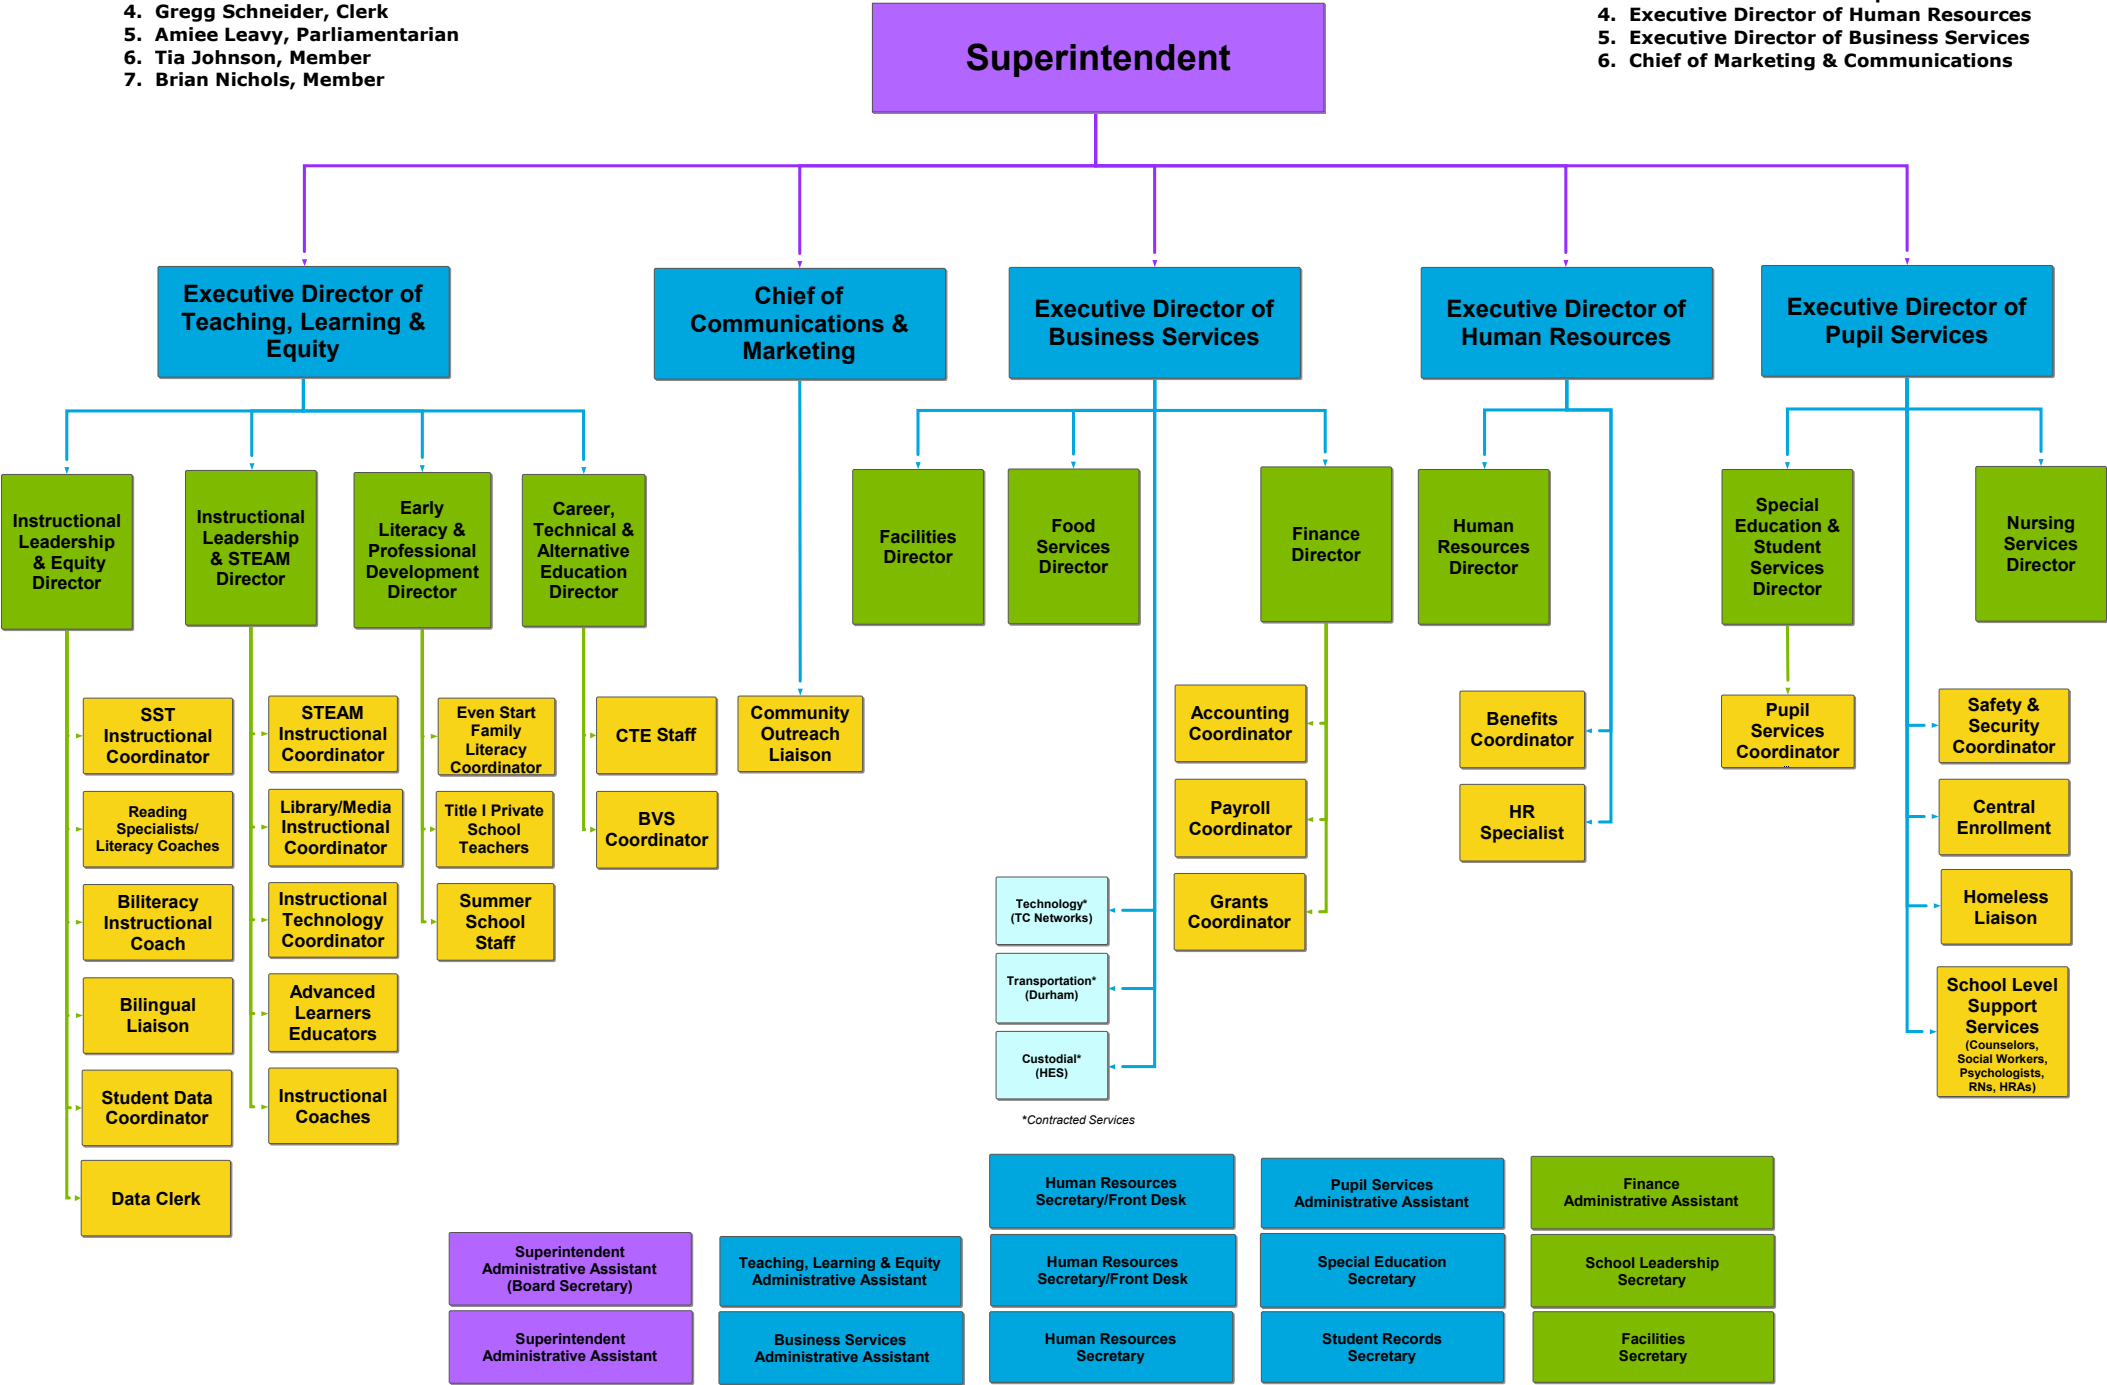 4. Gregg Schneider, Clerk
5. Amiee Leavy, Parliamentarian
6. Tia Johnson, Member
7. Brian Nichols, Member
Superintendent
4. Executive Director of Human Resources
5. Executive Director of Business Services
6. Chief of Marketing & Communications
Executive Director of
Teaching, Learning &
Equity
Chief of
Communications &
Marketing
Executive Director of
Business Services
Executive Director of
Human Resources
Executive Director of
Pupil Services
Instructional
Leadership
& Equity
Director
Instructional
Leadership
& STEAM
Director
Early
Literacy &
Professional
Development
Director
Career,
Technical &
Alternative
Education
Director
Facilities
Director
Food
Services
Director
Finance
Director
Human
Resources
Director
Special
Education &
Student
Services
Director
Nursing
Services
Director
SST
Instructional
Coordinator
Reading
Specialists/
Literacy Coaches
Biliteracy
Instructional
Coach
Bilingual
Liaison
Student Data
Coordinator
Data Clerk
STEAM
Instructional
Coordinator
Library/Media
Instructional
Coordinator
Instructional
Technology
Coordinator
Advanced
Learners
Educators
Instructional
Coaches
Even Start
Family
Literacy
Coordinator
Title I Private
School
Teachers
Summer
School
Staff
CTE Staff
BVS
Coordinator
Community
Outreach
Liaison
Technology*
(TC Networks)
Transportation*
(Durham)
Custodial*
(HES)
*Contracted Services
Accounting
Coordinator
Payroll
Coordinator
Grants
Coordinator
Benefits
Coordinator
HR
Specialist
Pupil
Services
Coordinator
...
Safety &
Security
Coordinator
Central
Enrollment
Homeless
Liaison
School Level
Support
Services
(Counselors,
Social Workers,
Psychologists,
RNs, HRAs)
Superintendent
Administrative Assistant
(Board Secretary)
Superintendent
Administrative Assistant
Teaching, Learning & Equity
Administrative Assistant
Business Services
Administrative Assistant
Human Resources
Secretary/Front Desk
Human Resources
Secretary/Front Desk
Human Resources
Secretary
Pupil Services
Administrative Assistant
Special Education
Secretary
Student Records
Secretary
Finance
Administrative Assistant
School Leadership
Secretary
Facilities
Secretary